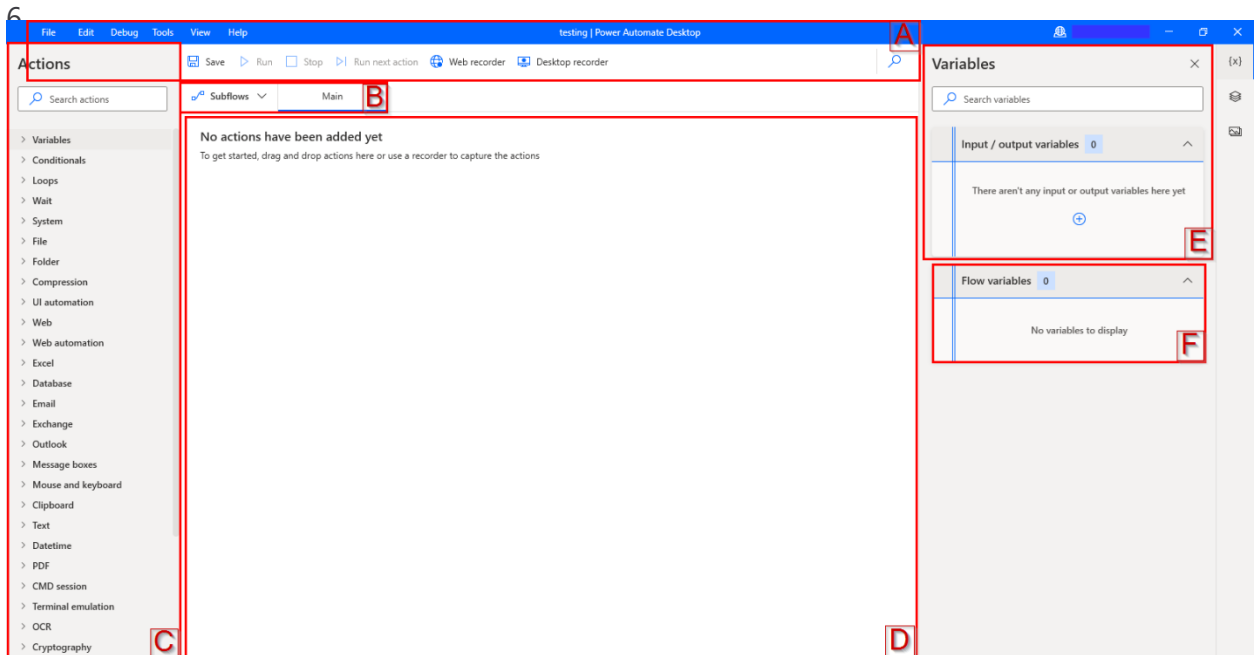 6.
File Edit Debug Tools View Help testing | Power Automate Desktop A
Actions
Save Run Stop Run next action Web recorder Desktop recorder
Variables
{x}
Search actions
Subflows Main B
Search variables
No actions have been added yet
To get started, drag and drop actions here or use a recorder to capture the actions
Variables
Conditionals
Loops
Wait
System
File
Folder
Compression
UI automation
Web
Web automation
Excel
Database
Email
Exchange
Outlook
Message boxes
Mouse and keyboard
Clipboard
Text
Datetime
PDF
CMD session
Terminal emulation
OCR
Cryptography
C
D
Input / output variables 0
There aren't any input or output variables here yet
E
Flow variables 0
No variables to display
F